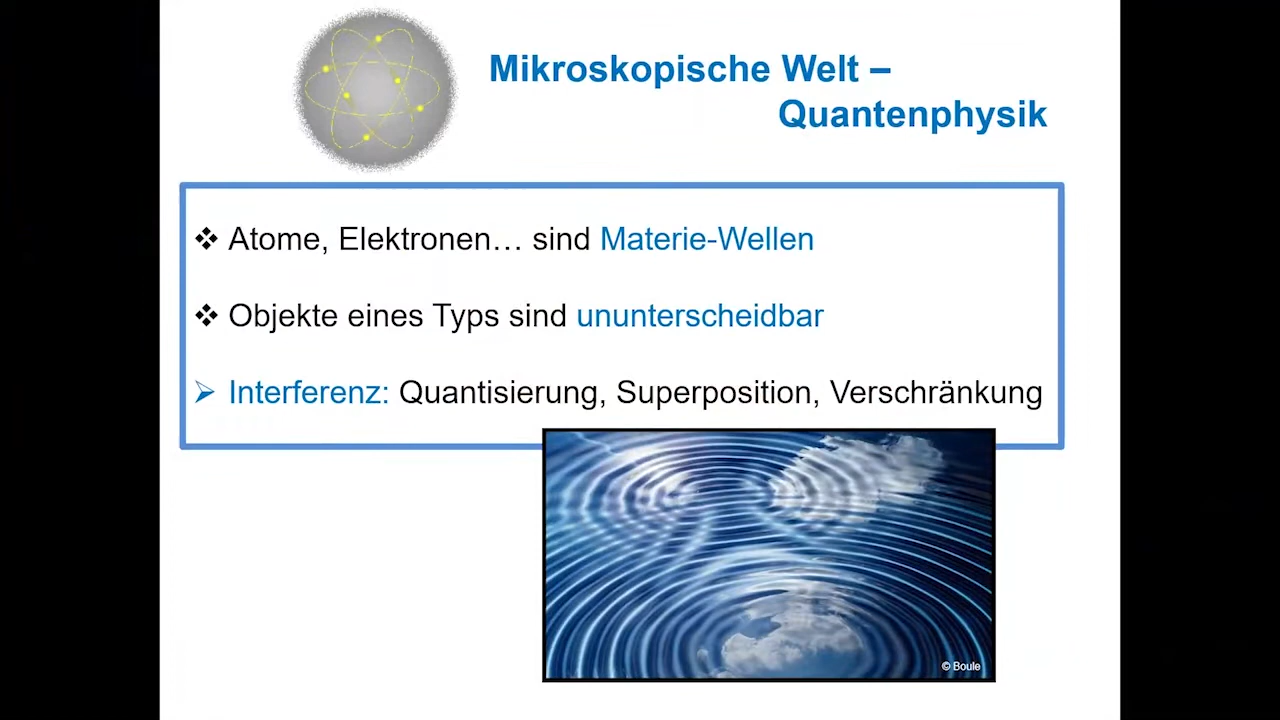 Mikroskopische Welt –
Quantenphysik
❖ Atome, Elektronen… sind Materie-Wellen
❖ Objekte eines Typs sind ununterscheidbar
➢ Interferenz: Quantisierung, Superposition, Verschränkung
© Boule